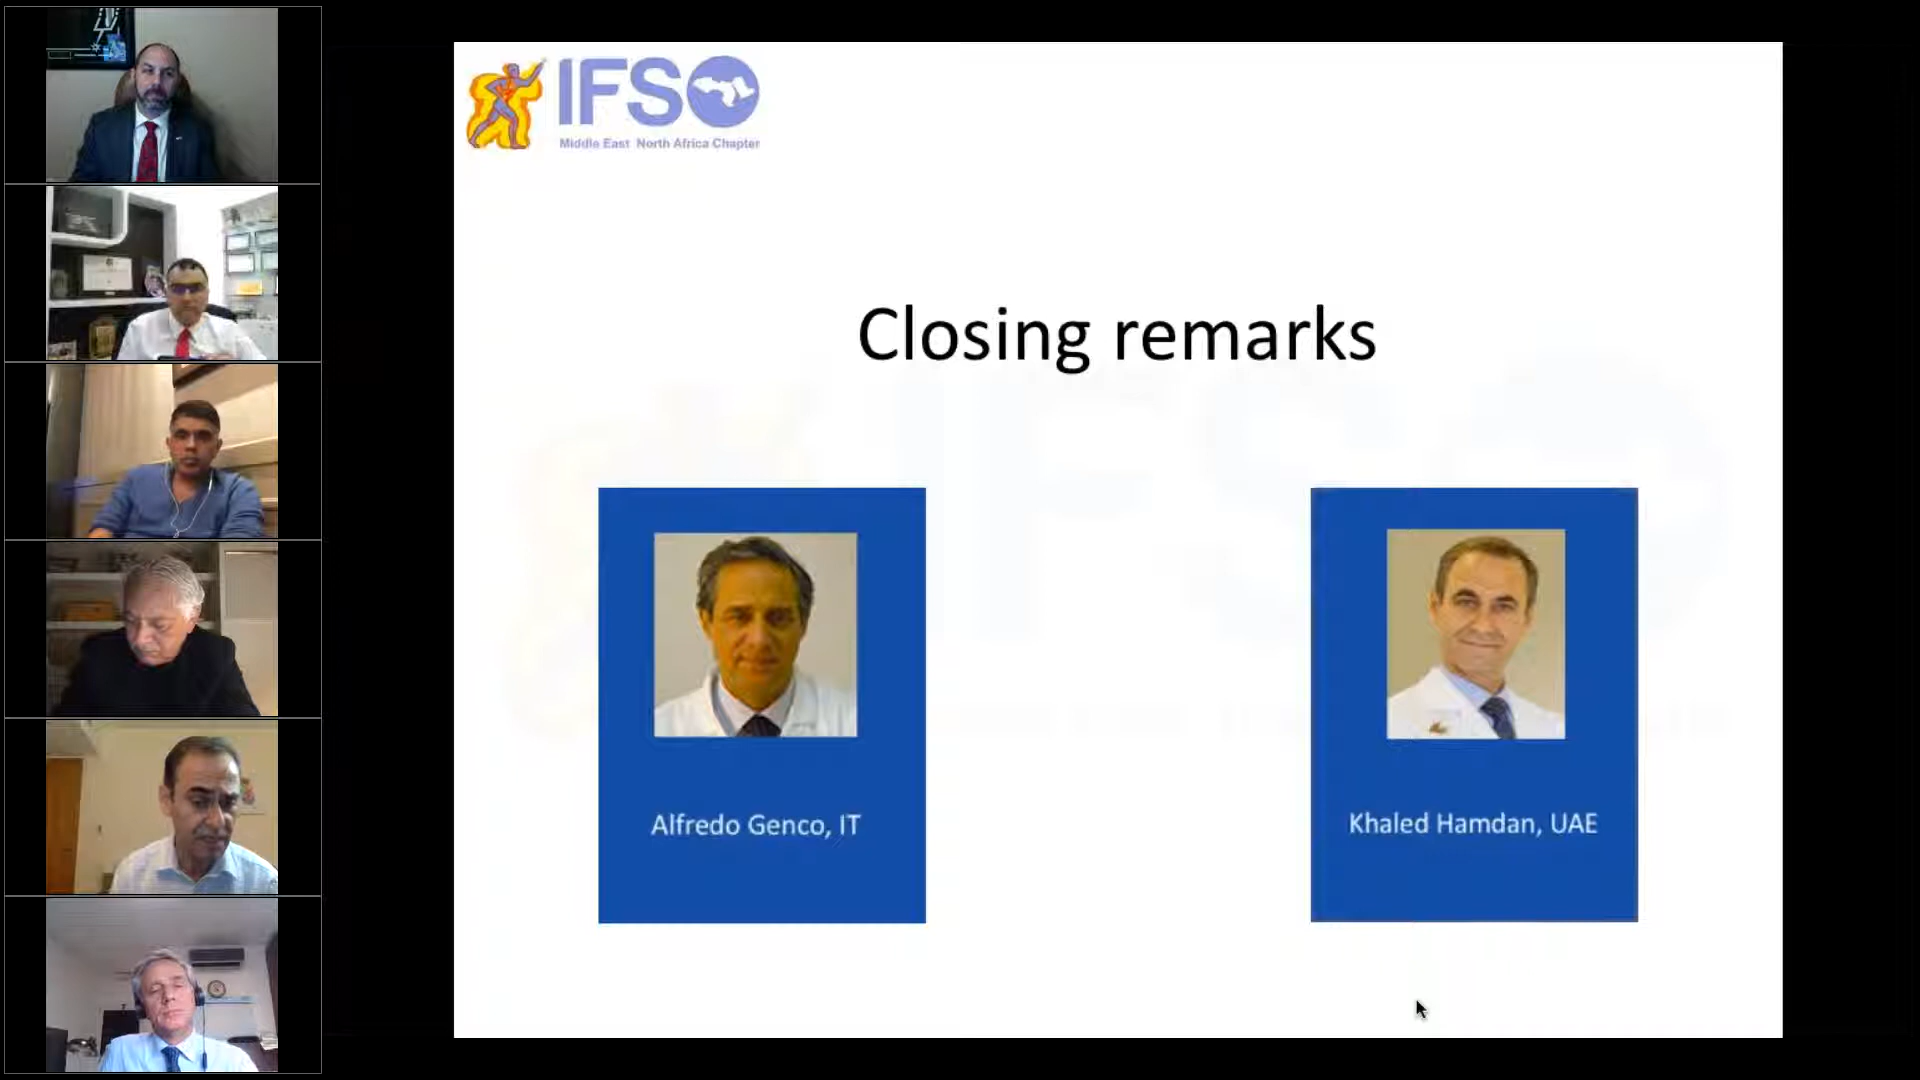 IFSO
Middle East North Africa Chapter
Closing remarks
Alfredo Genco, IT
Khaled Hamdan, UAE